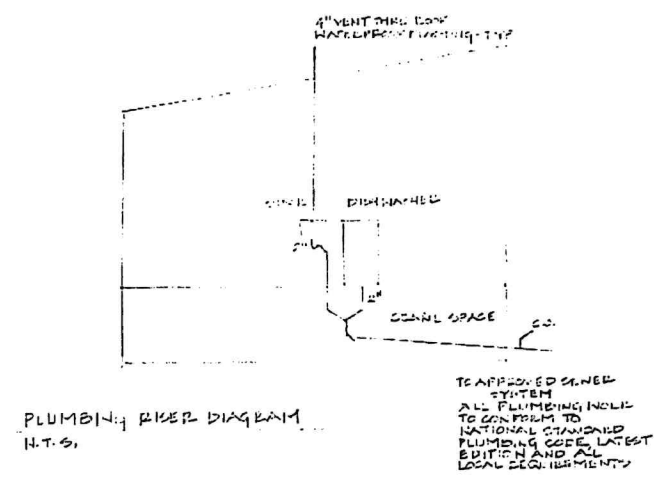 4" VENT THRU ROOF
WATERPROOF FLASHING-TYP
SINK
DISHWASHER
2"
2"
CRAWL SPACE
C.O.
TO APPROVED SEWER
SYSTEM
ALL PLUMBING WORK
TO CONFORM TO
NATIONAL STANDARD
PLUMBING CODE, LATEST
EDITION AND ALL
LOCAL REQUIREMENTS
PLUMBING RISER DIAGRAM
N.T.S.